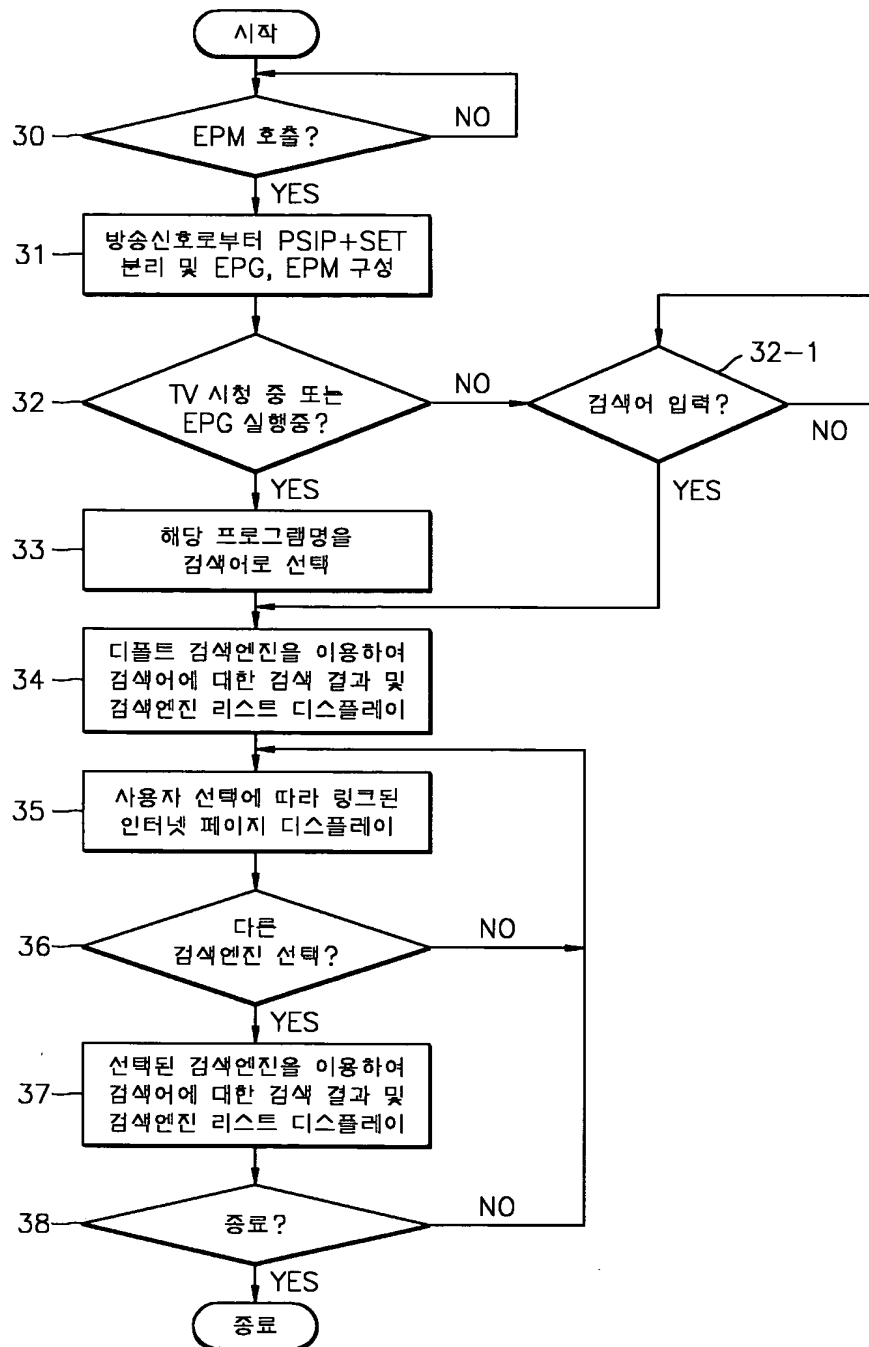 시작
30
EPM 호출?
NO
YES
31
방송신호로부터 PSIP+SET
분리 및 EPG, EPM 구성
32
TV 시청 중 또는
EPG 실행중?
NO
YES
32-1
검색어 입력?
NO
YES
33
해당 프로그램명을
검색어로 선택
34
디폴트 검색엔진을 이용하여
검색어에 대한 검색 결과 및
검색엔진 리스트 디스플레이
35
사용자 선택에 따라 링크된
인터넷 페이지 디스플레이
36
다른
검색엔진 선택?
NO
YES
37
선택된 검색엔진을 이용하여
검색어에 대한 검색 결과 및
검색엔진 리스트 디스플레이
38
종료?
NO
YES
종료